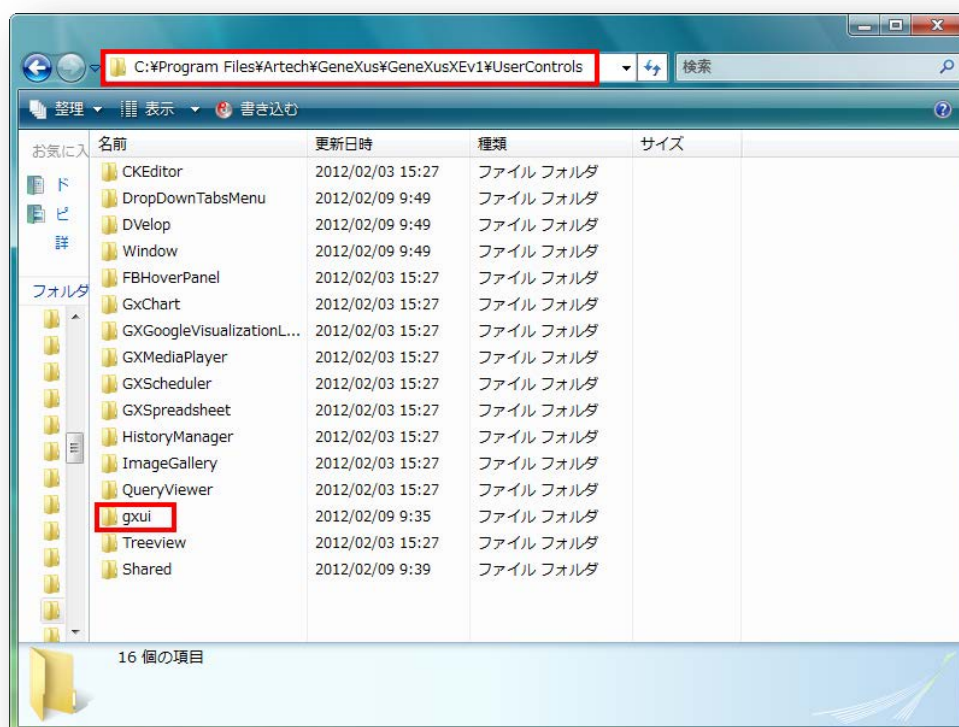 C:¥Program Files¥Artech¥GeneXus¥GeneXusXEv1¥UserControls 検索
整理 表示 書き込む
お気に入
ド
ピ
詳
フォルダ
名前 更新日時 種類 サイズ
CKEditor 2012/02/03 15:27 ファイル フォルダ
DropDownTabsMenu 2012/02/09 9:49 ファイル フォルダ
DVelop 2012/02/09 9:49 ファイル フォルダ
Window 2012/02/09 9:49 ファイル フォルダ
FBHoverPanel 2012/02/03 15:27 ファイル フォルダ
GxChart 2012/02/03 15:27 ファイル フォルダ
GXGoogleVisualizationL... 2012/02/03 15:27 ファイル フォルダ
GXMediaPlayer 2012/02/03 15:27 ファイル フォルダ
GXScheduler 2012/02/03 15:27 ファイル フォルダ
GXSpreadsheet 2012/02/03 15:27 ファイル フォルダ
HistoryManager 2012/02/03 15:27 ファイル フォルダ
ImageGallery 2012/02/03 15:27 ファイル フォルダ
QueryViewer 2012/02/03 15:27 ファイル フォルダ
gxui 2012/02/09 9:35 ファイル フォルダ
Treeview 2012/02/03 15:27 ファイル フォルダ
Shared 2012/02/09 9:39 ファイル フォルダ
16 個の項目